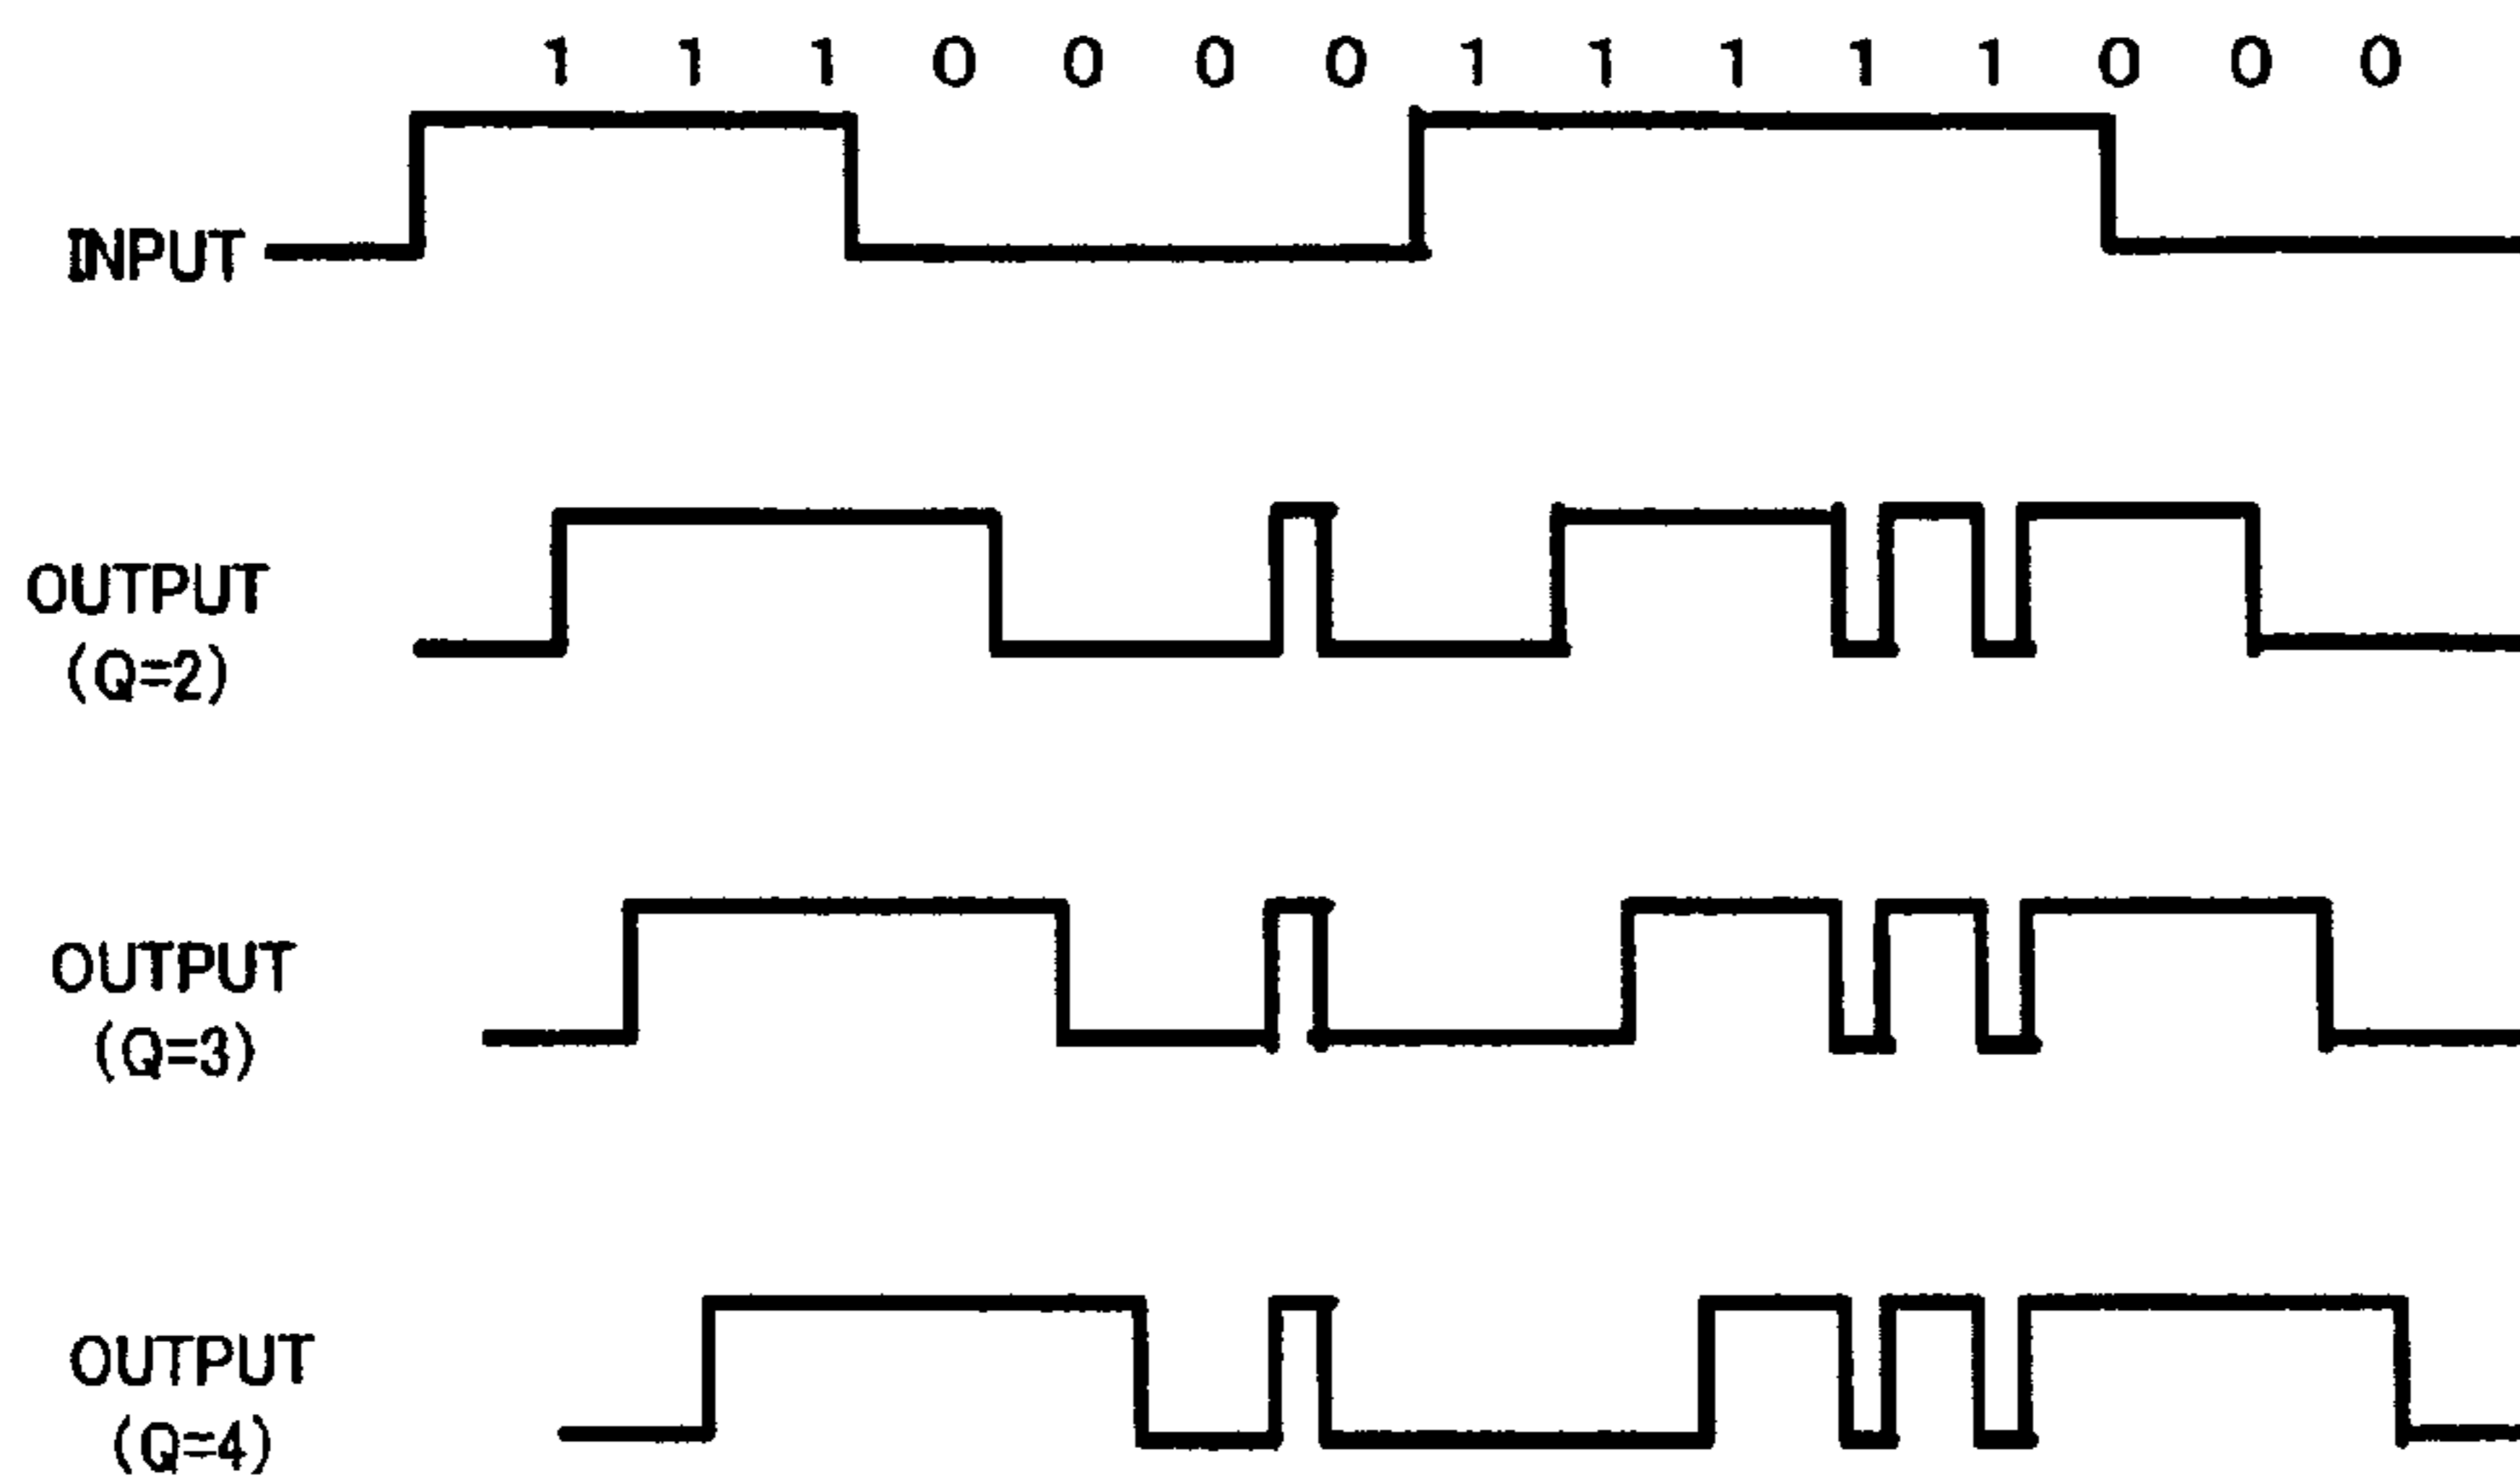 1 1 1 0 0 0 0 1 1 1 1 1 0 0 0
INPUT
OUTPUT
(Q=2)
OUTPUT
(Q=3)
OUTPUT
(Q=4)